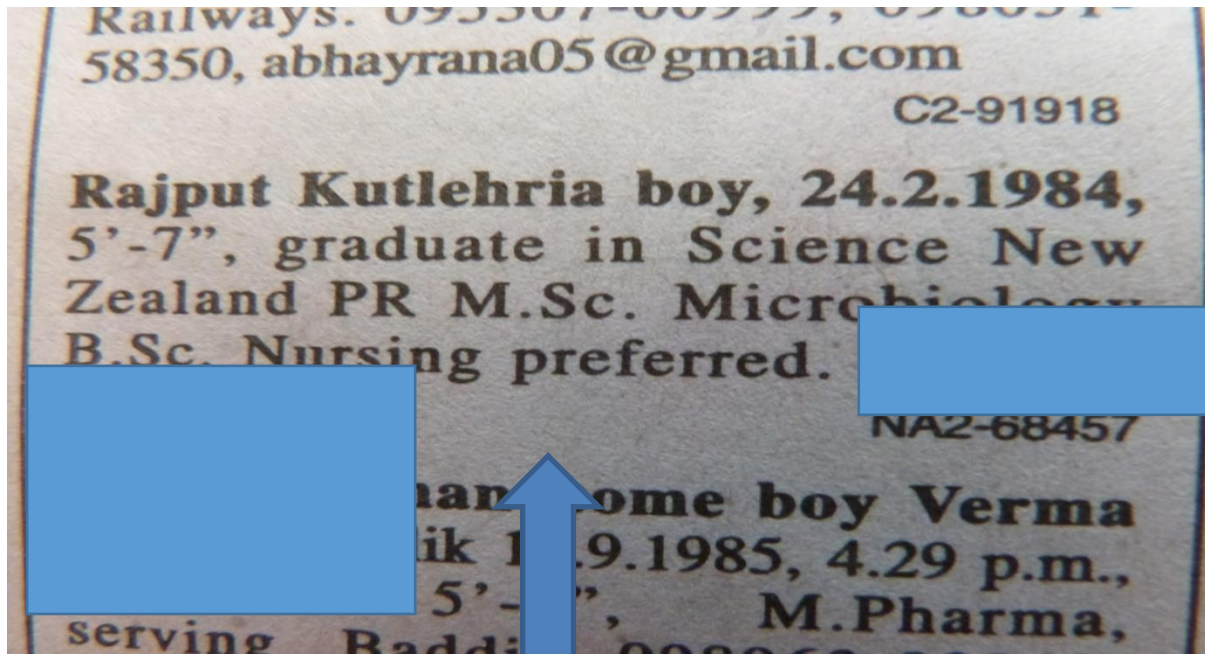 Railways.
58350, abhayrana05@gmail.com
C2-91918
Rajput Kutlehria boy, 24.2.1984,
5’-7”, graduate in Science New
Zealand PR M.Sc. Microbiology
B.Sc. Nursing preferred.
NA2-68457
boy Verma
.9.1985, 4.29 p.m.,
M.Pharma,
serving